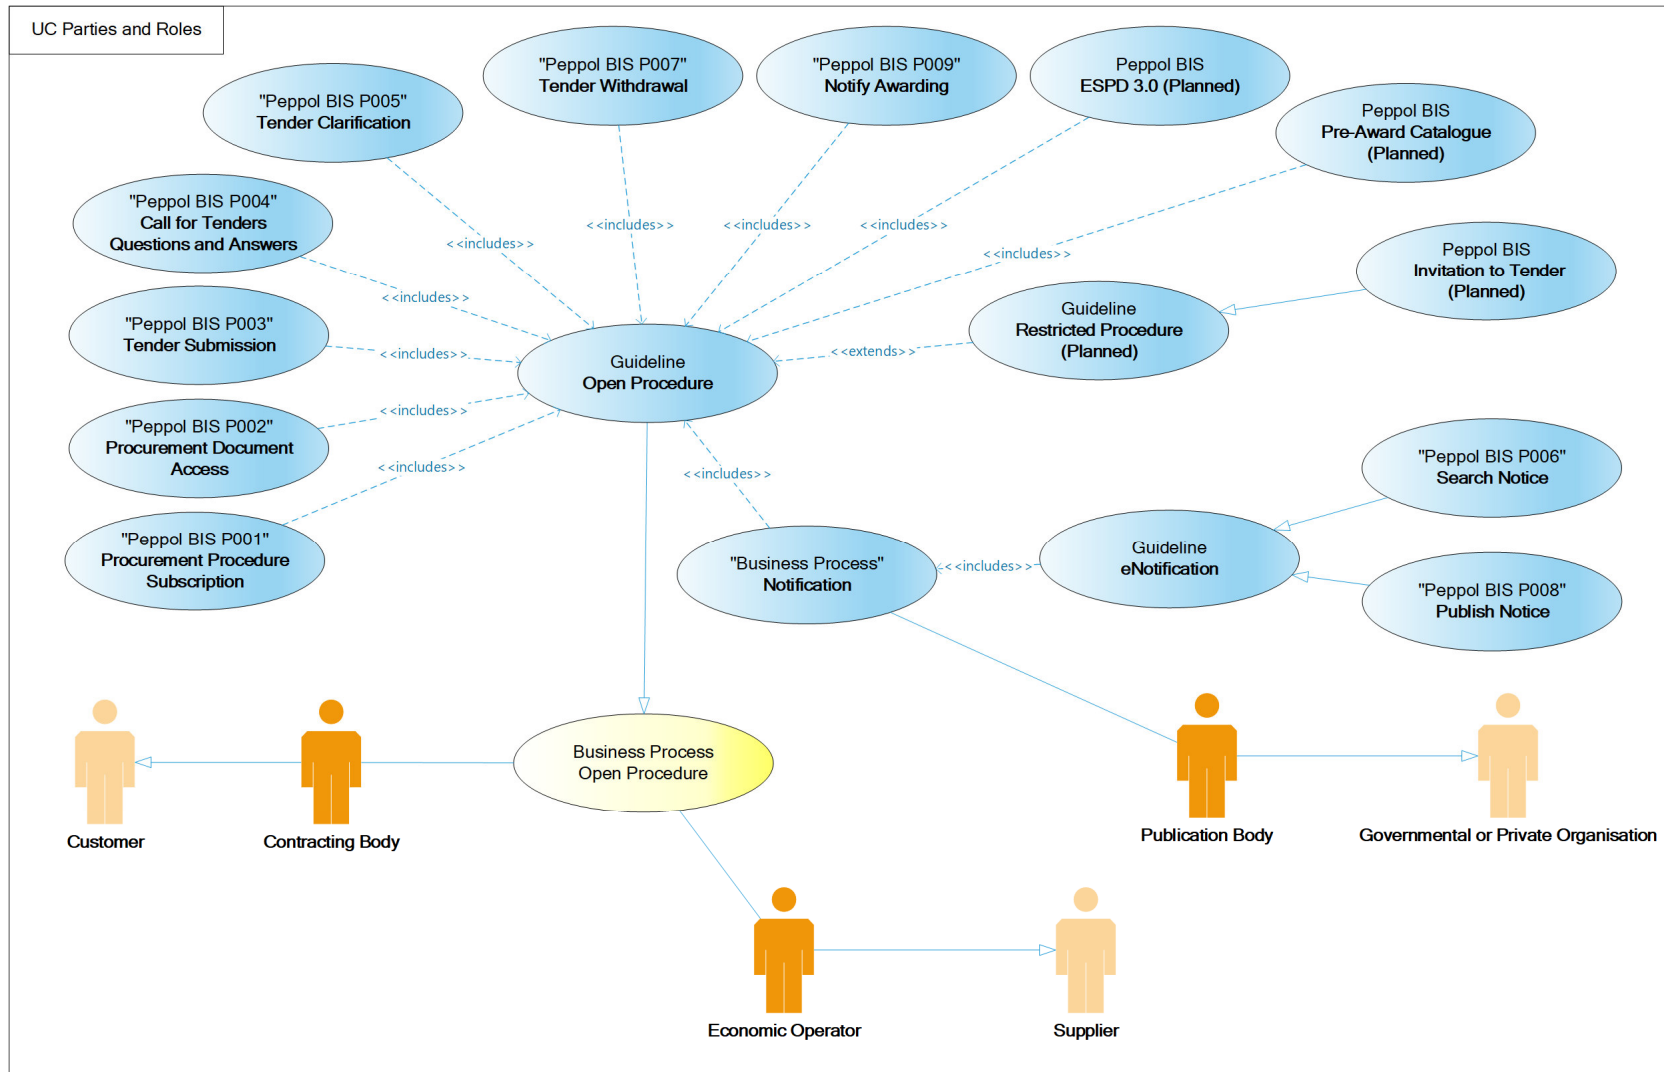 UC Parties and Roles
"Peppol BIS P007"
Tender Withdrawal
"Peppol BIS P009"
Notify Awarding
Peppol BIS
ESPD 3.0 (Planned)
"Peppol BIS P005"
Tender Clarification
Peppol BIS
Pre-Award Catalogue
(Planned)
"Peppol BIS P004"
Call for Tenders
Questions and Answers
<<includes>>
<<includes>>
<<includes>>
<<includes>>
<<includes>>
<<includes>>
Peppol BIS
Invitation to Tender
(Planned)
<<includes>>
"Peppol BIS P003"
Tender Submission
<<includes>>
Guideline
Restricted Procedure
(Planned)
<<extends>>
Guideline
Open Procedure
<<includes>>
"Peppol BIS P002"
Procurement Document
Access
<<includes>>
<<includes>>
"Peppol BIS P006"
Search Notice
"Peppol BIS P001"
Procurement Procedure
Subscription
"Business Process"
Notification
<<includes>>
Guideline
eNotification
"Peppol BIS P008"
Publish Notice
Business Process
Open Procedure
Customer
Contracting Body
Publication Body
Governmental or Private Organisation
Economic Operator
Supplier